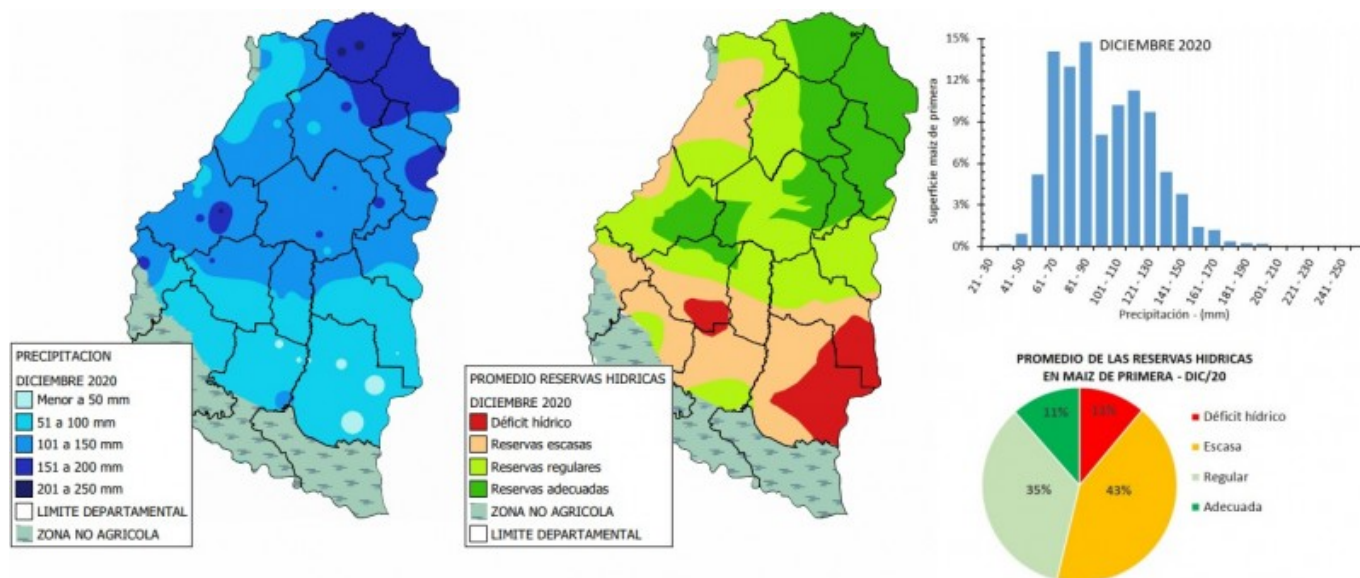 PRECIPITACION
DICIEMBRE 2020
Menor a 50 mm
51 a 100 mm
101 a 150 mm
151 a 200 mm
201 a 250 mm
LIMITE DEPARTAMENTAL
ZONA NO AGRICOLA
PROMEDIO RESERVAS HIDRICAS
DICIEMBRE 2020
Déficit hídrico
Reservas escasas
Reservas regulares
Reservas adecuadas
ZONA NO AGRICOLA
LIMITE DEPARTAMENTAL
DICIEMBRE 2020
Superficie maiz de primera
15%
12%
9%
6%
3%
0%
21 - 30
41 - 50
61 - 70
81 - 90
101 - 110
121 - 130
141 - 150
161 - 170
181 - 190
201 - 210
221 - 230
241 - 250
Precipitación - (mm)
PROMEDIO DE LAS RESERVAS HIDRICAS
EN MAIZ DE PRIMERA - DIC/20
11%
11%
35%
43%
Déficit hídrico
Escasa
Regular
Adecuada